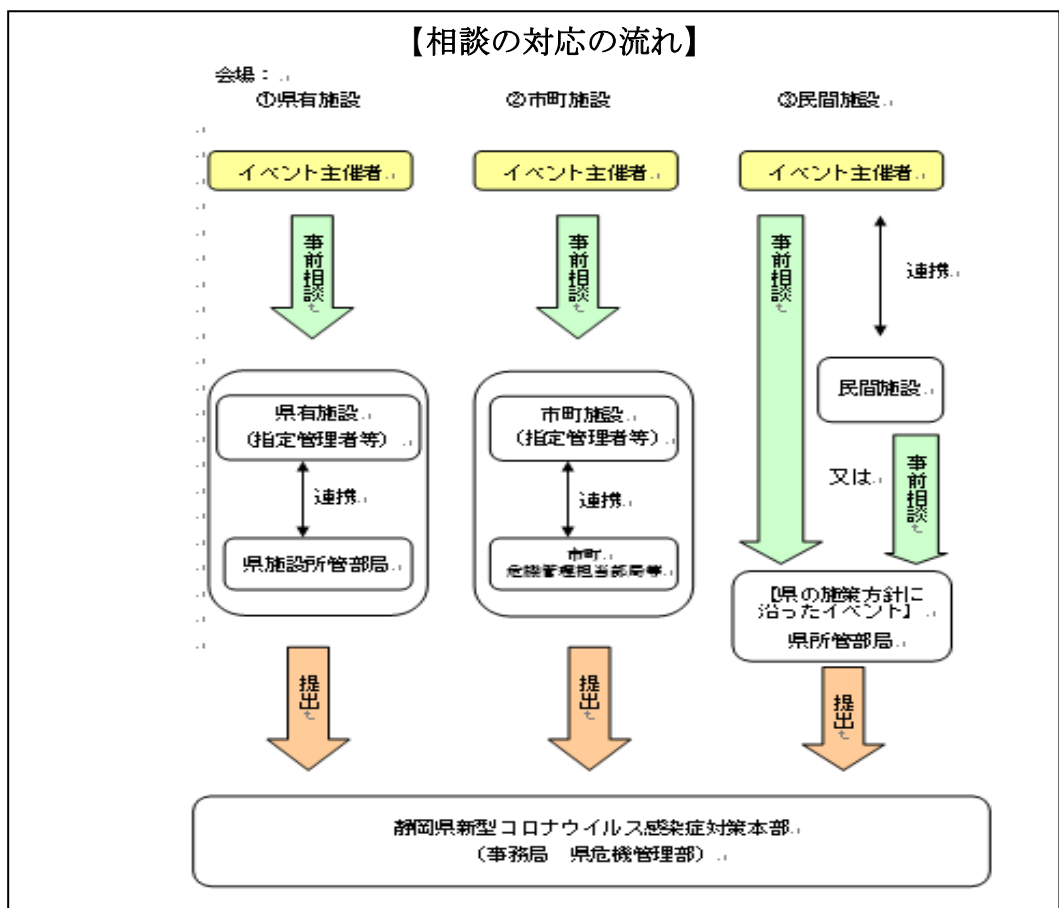 【相談の対応の流れ】
会場：
①県有施設
②市町施設
③民間施設
イベント主催者
イベント主催者
イベント主催者
事前相談
事前相談
事前相談
連携
民間施設
県有施設
（指定管理者等）
市町施設
（指定管理者等）
又は
事前相談
連携
連携
県施設所管部局
市町
危機管理担当部局等
【県の施策方針に
沿ったイベント】
県所管部局
提出
提出
提出
静岡県新型コロナウイルス感染症対策本部
（事務局　県危機管理部）